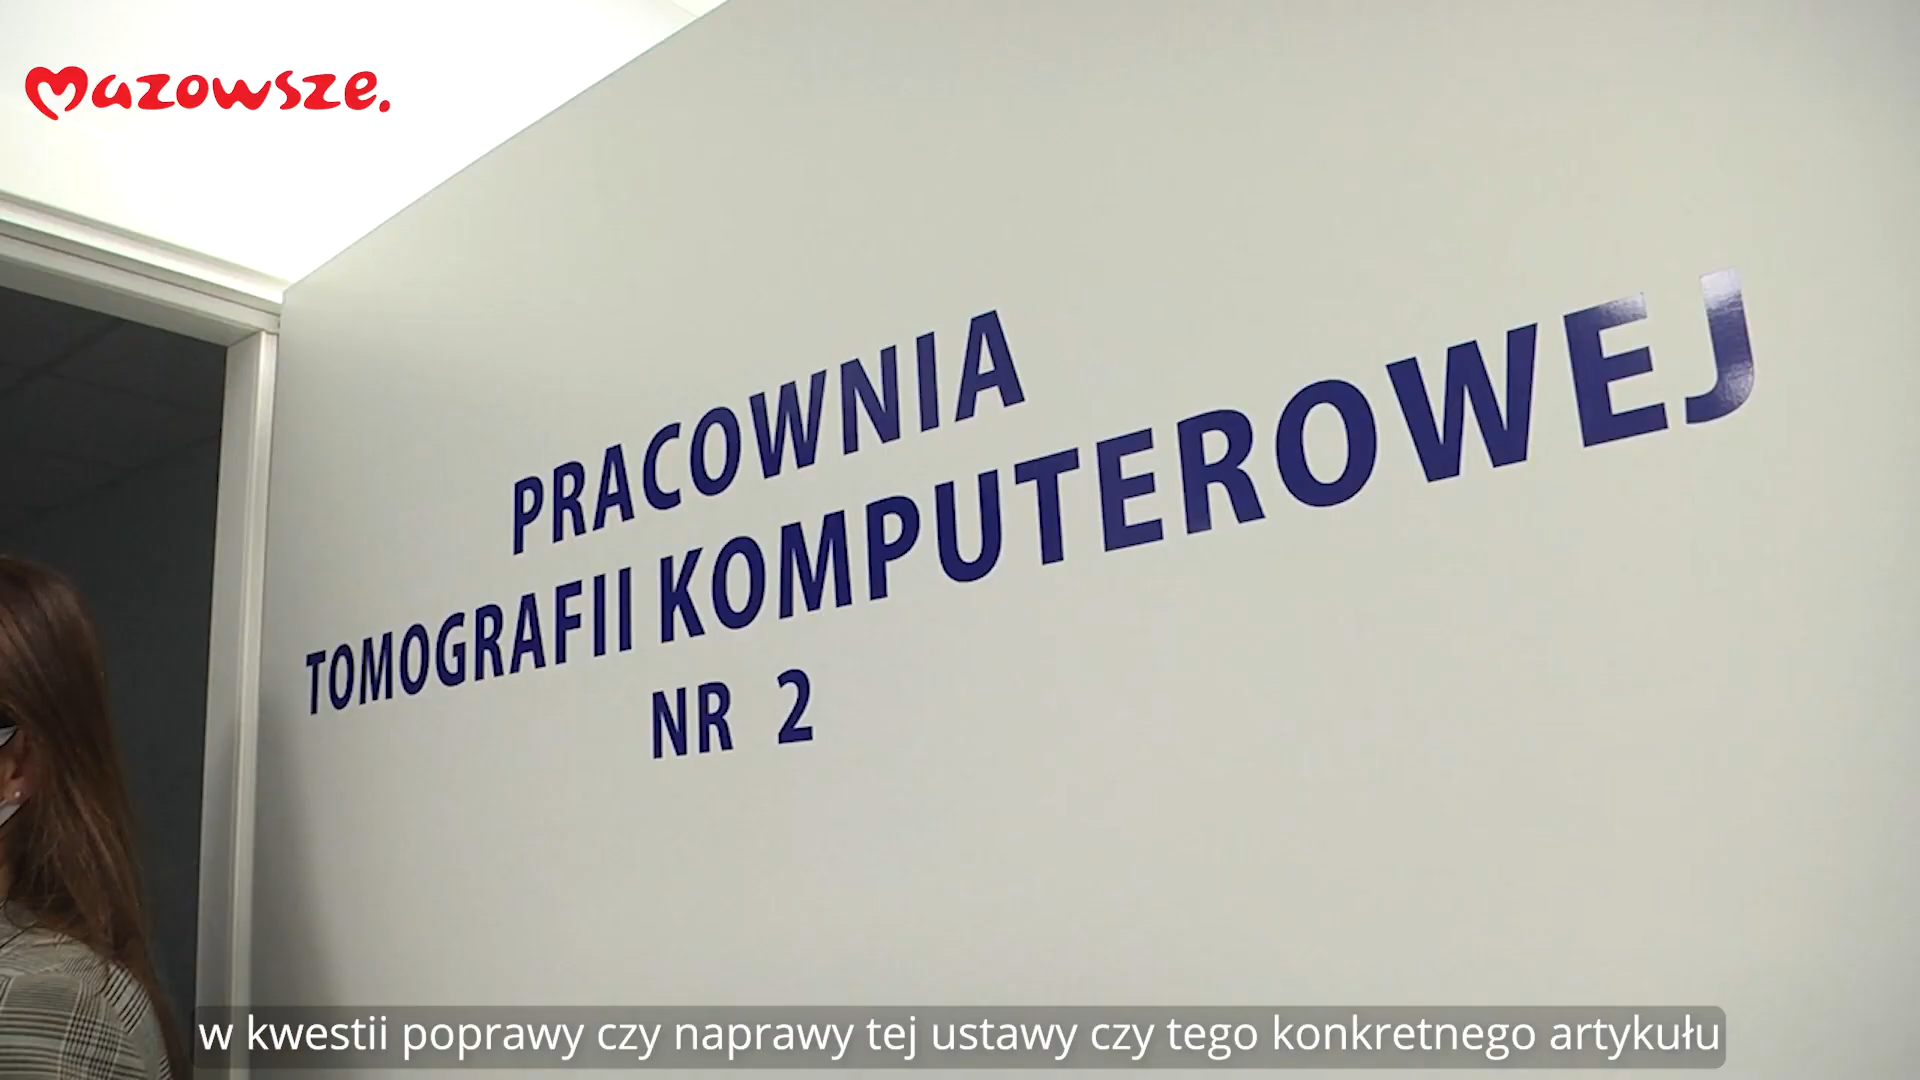 Mazowsze.
PRACOWNIA
TOMOGRAFII KOMPUTEROWEJ
NR 2
w kwestii poprawy czy naprawy tej ustawy czy tego konkretnego artykułu